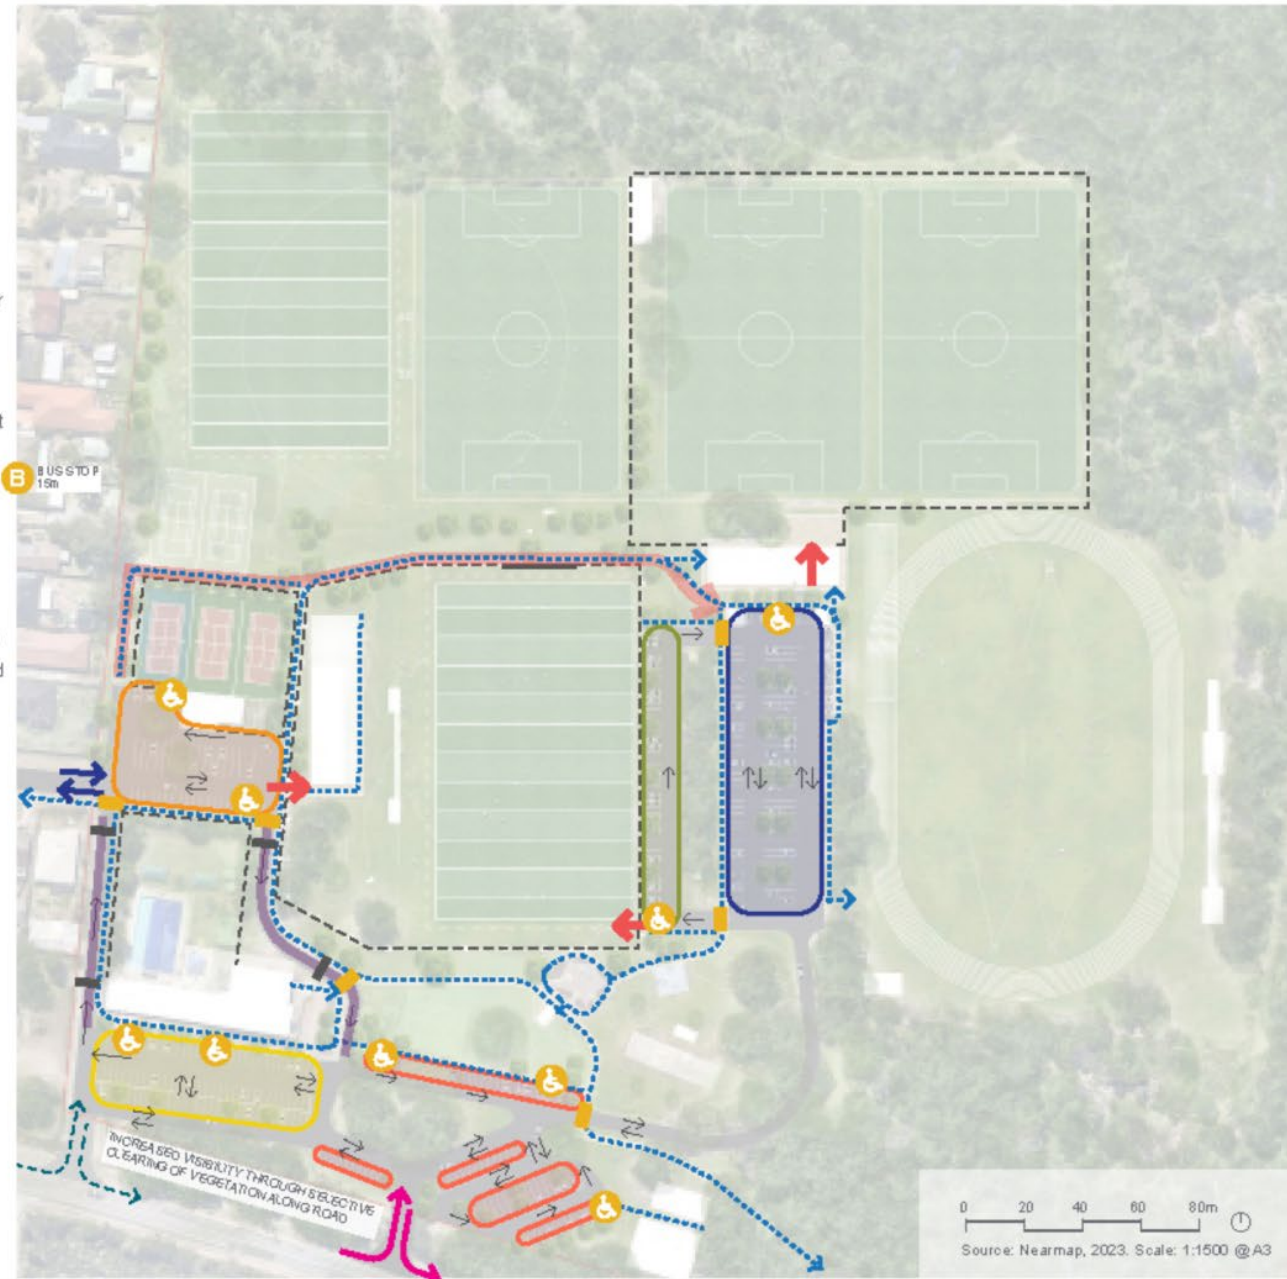 B
BUS STOP
15m
INCREASED VISIBILITY THROUGH SELECTIVE
CLEARING OF VEGETATION ALONG ROAD
0 20 40 60 80m
Source: Nearmap, 2023. Scale: 1:1500 @A3